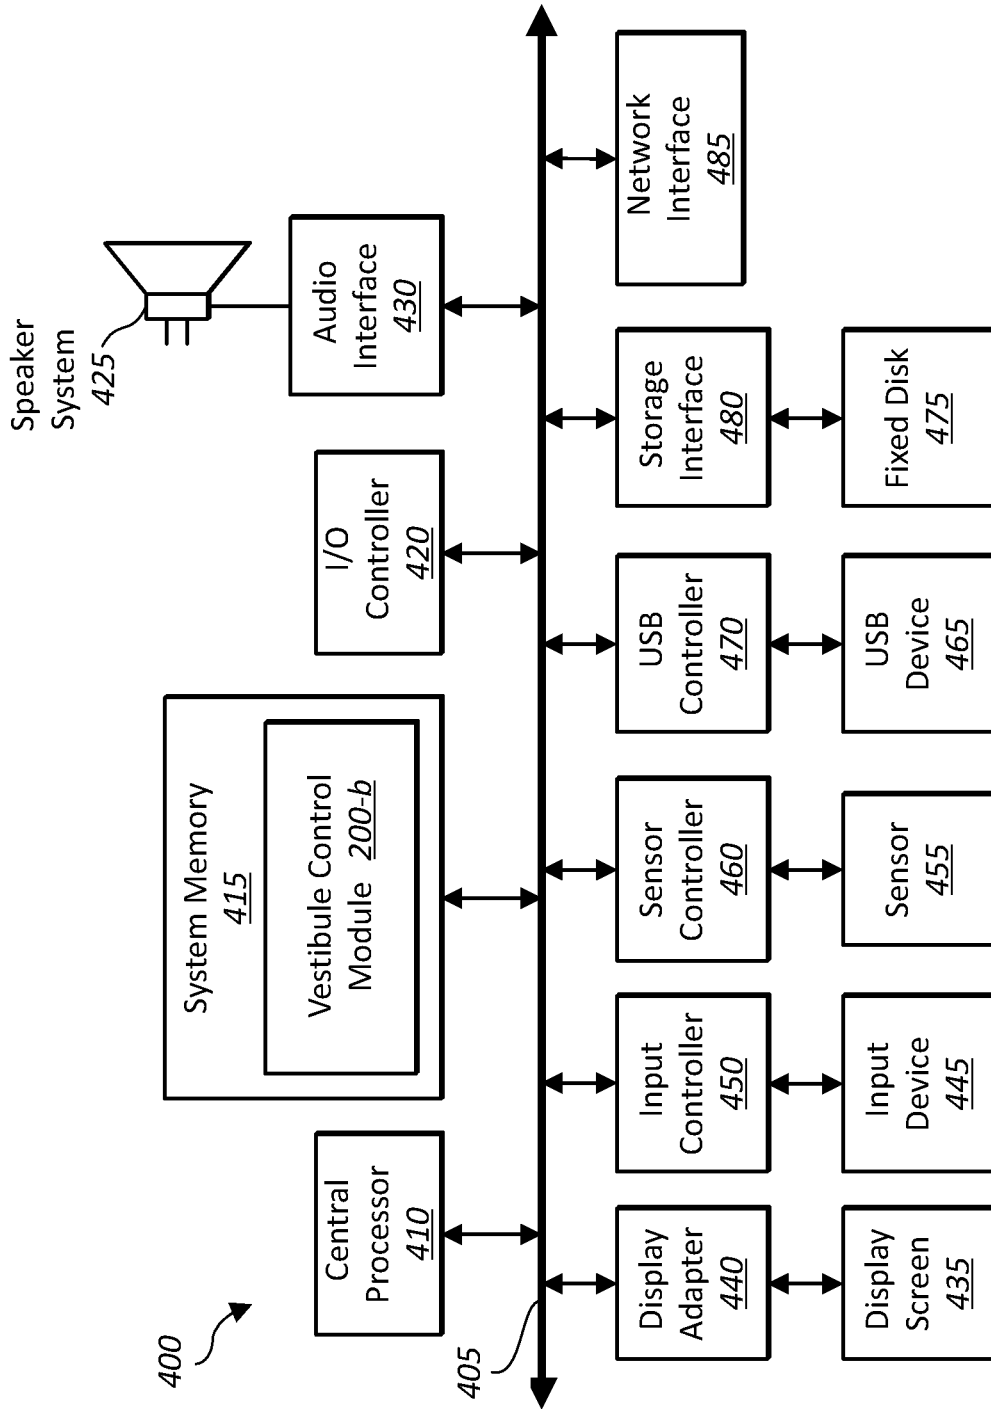 400
Central
Processor
410
System Memory
415
Vestibule Control
Module 200-b
I/O
Controller
420
Speaker
System
425
Audio
Interface
430
405
Display
Adapter
440
Input
Controller
450
Sensor
Controller
460
USB
Controller
470
Storage
Interface
480
Network
Interface
485
Display
Screen
435
Input
Device
445
Sensor
455
USB
Device
465
Fixed Disk
475